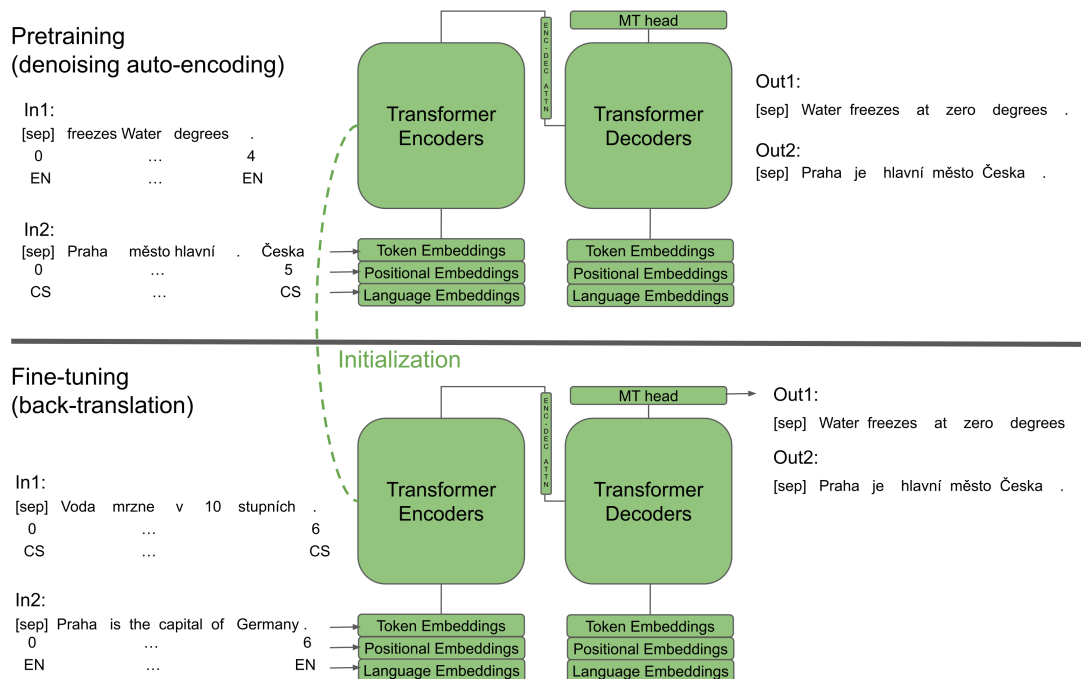 Pretraining
(denoising auto-encoding)
In1:
[sep] freezes Water degrees .
0 ... 4
EN ... EN
In2:
[sep] Praha město hlavní . Česka
0 ... 5
CS ... CS
MT head
ENC-DEC ATTN
Transformer
Encoders
Transformer
Decoders
Token Embeddings
Positional Embeddings
Language Embeddings
Token Embeddings
Positional Embeddings
Language Embeddings
Out1:
[sep] Water freezes at zero degrees .
Out2:
[sep] Praha je hlavní město Česka .
Initialization
Fine-tuning
(back-translation)
In1:
[sep] Voda mrzne v 10 stupních .
0 ... 6
CS ... CS
In2:
[sep] Praha is the capital of Germany .
0 ... 6
EN ... EN
MT head
ENC-DEC ATTN
Transformer
Encoders
Transformer
Decoders
Token Embeddings
Positional Embeddings
Language Embeddings
Token Embeddings
Positional Embeddings
Language Embeddings
Out1:
[sep] Water freezes at zero degrees
Out2:
[sep] Praha je hlavní město Česka .